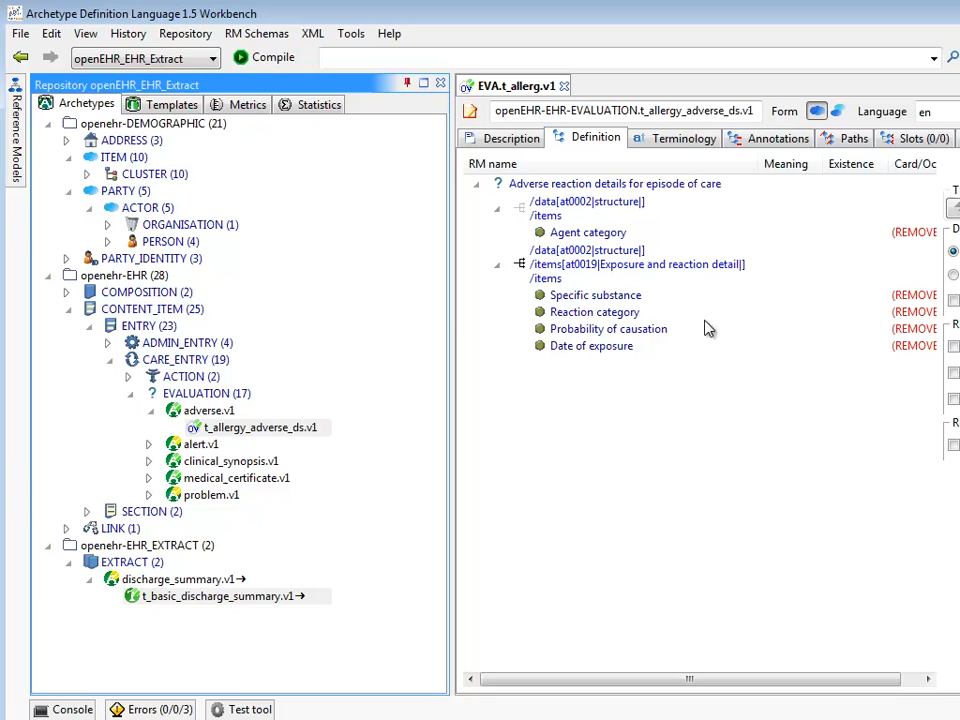 Archetype Definition Language 1.5 Workbench
File Edit View History Repository RM Schemas XML Tools Help
openEHR_EHR_Extract Compile
Reference Models
Repository openEHR_EHR_Extract
Archetypes Templates Metrics Statistics
openehr-DEMOGRAPHIC (21)
ADDRESS (3)
ITEM (10)
CLUSTER (10)
PARTY (5)
ACTOR (5)
ORGANISATION (1)
PERSON (4)
PARTY_IDENTITY (3)
openehr-EHR (28)
COMPOSITION (2)
CONTENT_ITEM (25)
ENTRY (23)
ADMIN_ENTRY (4)
CARE_ENTRY (19)
ACTION (2)
EVALUATION (17)
adverse.v1
t_allergy_adverse_ds.v1
alert.v1
clinical_synopsis.v1
medical_certificate.v1
problem.v1
SECTION (2)
LINK (1)
openehr-EHR_EXTRACT (2)
EXTRACT (2)
discharge_summary.v1➔
t_basic_discharge_summary.v1➔
EVA.t_allerg.v1
openEHR-EHR-EVALUATION.t_allergy_adverse_ds.v1 Form Language en
Description Definition Terminology Annotations Paths Slots (0/0)
RM name Meaning Existence Card/Oc
Adverse reaction details for episode of care
/data[at0002|structure|]
/items
Agent category (REMOVE
/data[at0002|structure|]
/items[at0019|Exposure and reaction detail|]
/items
Specific substance (REMOVE
Reaction category (REMOVE
Probability of causation (REMOVE
Date of exposure (REMOVE
T
D
R
R
Console Errors (0/0/3) Test tool